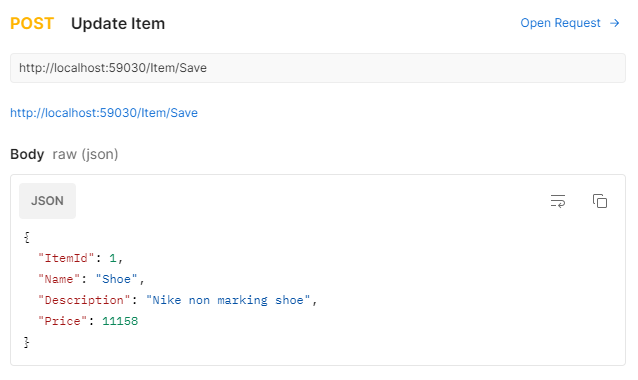 POST Update Item Open Request →
http://localhost:59030/Item/Save
http://localhost:59030/Item/Save
Body raw (json)
JSON
{
  "ItemId": 1,
  "Name": "Shoe",
  "Description": "Nike non marking shoe",
  "Price": 11158
}